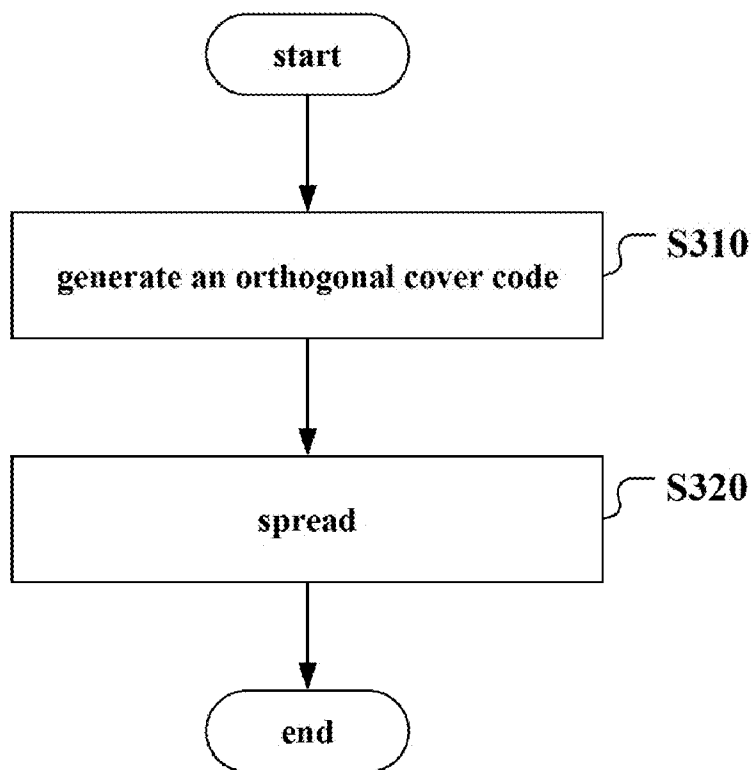 start
generate an orthogonal cover code
S310
spread
S320
end